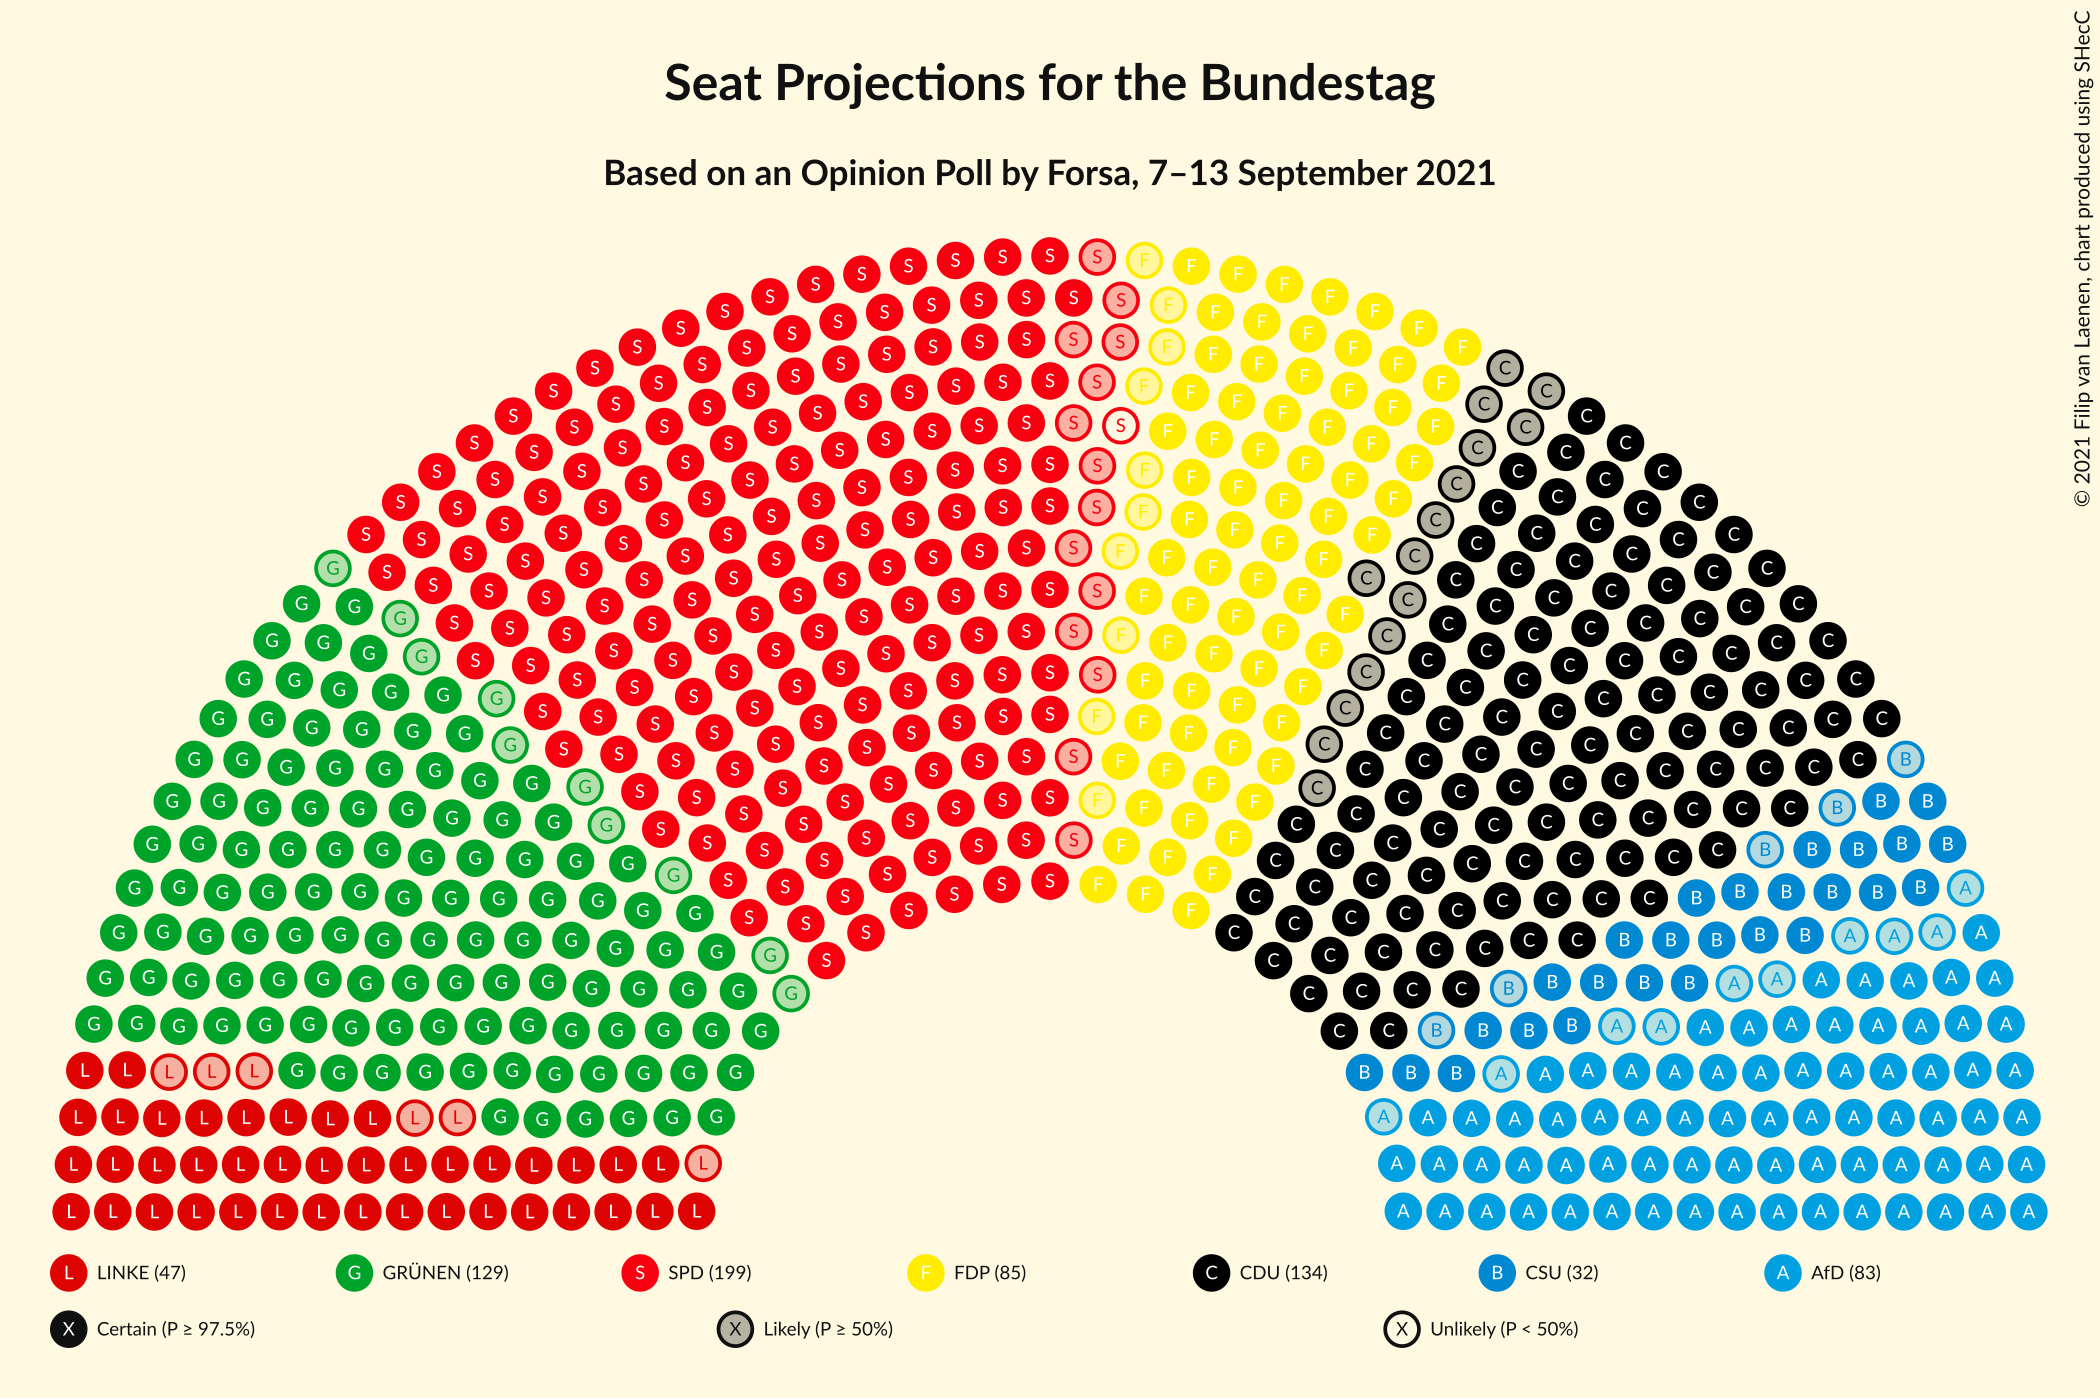 Seat Projections for the Bundestag
Based on an Opinion Poll by Forsa, 7–13 September 2021
© 2021 Filip van Laenen, chart produced using SHecC
L LINKE (47) G GRÜNEN (129) S SPD (199) F FDP (85) C CDU (134) B CSU (32) A AfD (83)
X Certain (P ≥ 97.5%) X Likely (P ≥ 50%) X Unlikely (P < 50%)